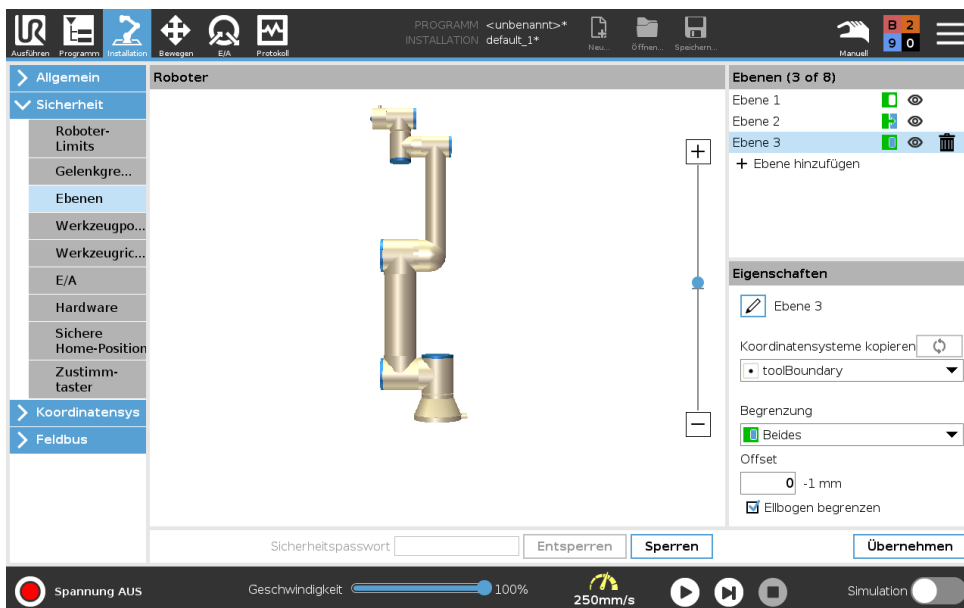 PROGRAMM <unbenannt>*
INSTALLATION default_1*
Ausführen
Programm
Installation
Bewegen
E/A
Protokoll
Neu...
Öffnen...
Speichern...
Manuell
B 2
9 0
Allgemein
Sicherheit
Roboter-
Limits
Gelenkgre...
Ebenen
Werkzeugpo...
Werkzeugric...
E/A
Hardware
Sichere
Home-Position
Zustimm-
taster
Koordinatensys
Feldbus
Roboter
Ebenen (3 of 8)
Ebene 1
Ebene 2
Ebene 3
+ Ebene hinzufügen
Eigenschaften
Ebene 3
Koordinatensysteme kopieren
toolBoundary
Begrenzung
Beides
Offset
0 -1 mm
Ellbogen begrenzen
Sicherheitspasswort
Entsperren
Sperren
Übernehmen
Spannung AUS
Geschwindigkeit
100%
250mm/s
Simulation